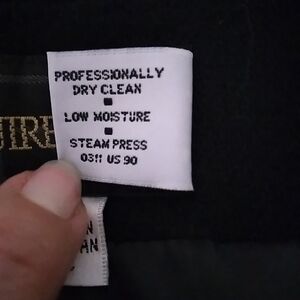 PROFESSIONALLY
DRY CLEAN
LOW MOISTURE
STEAM PRESS
0311 US 90